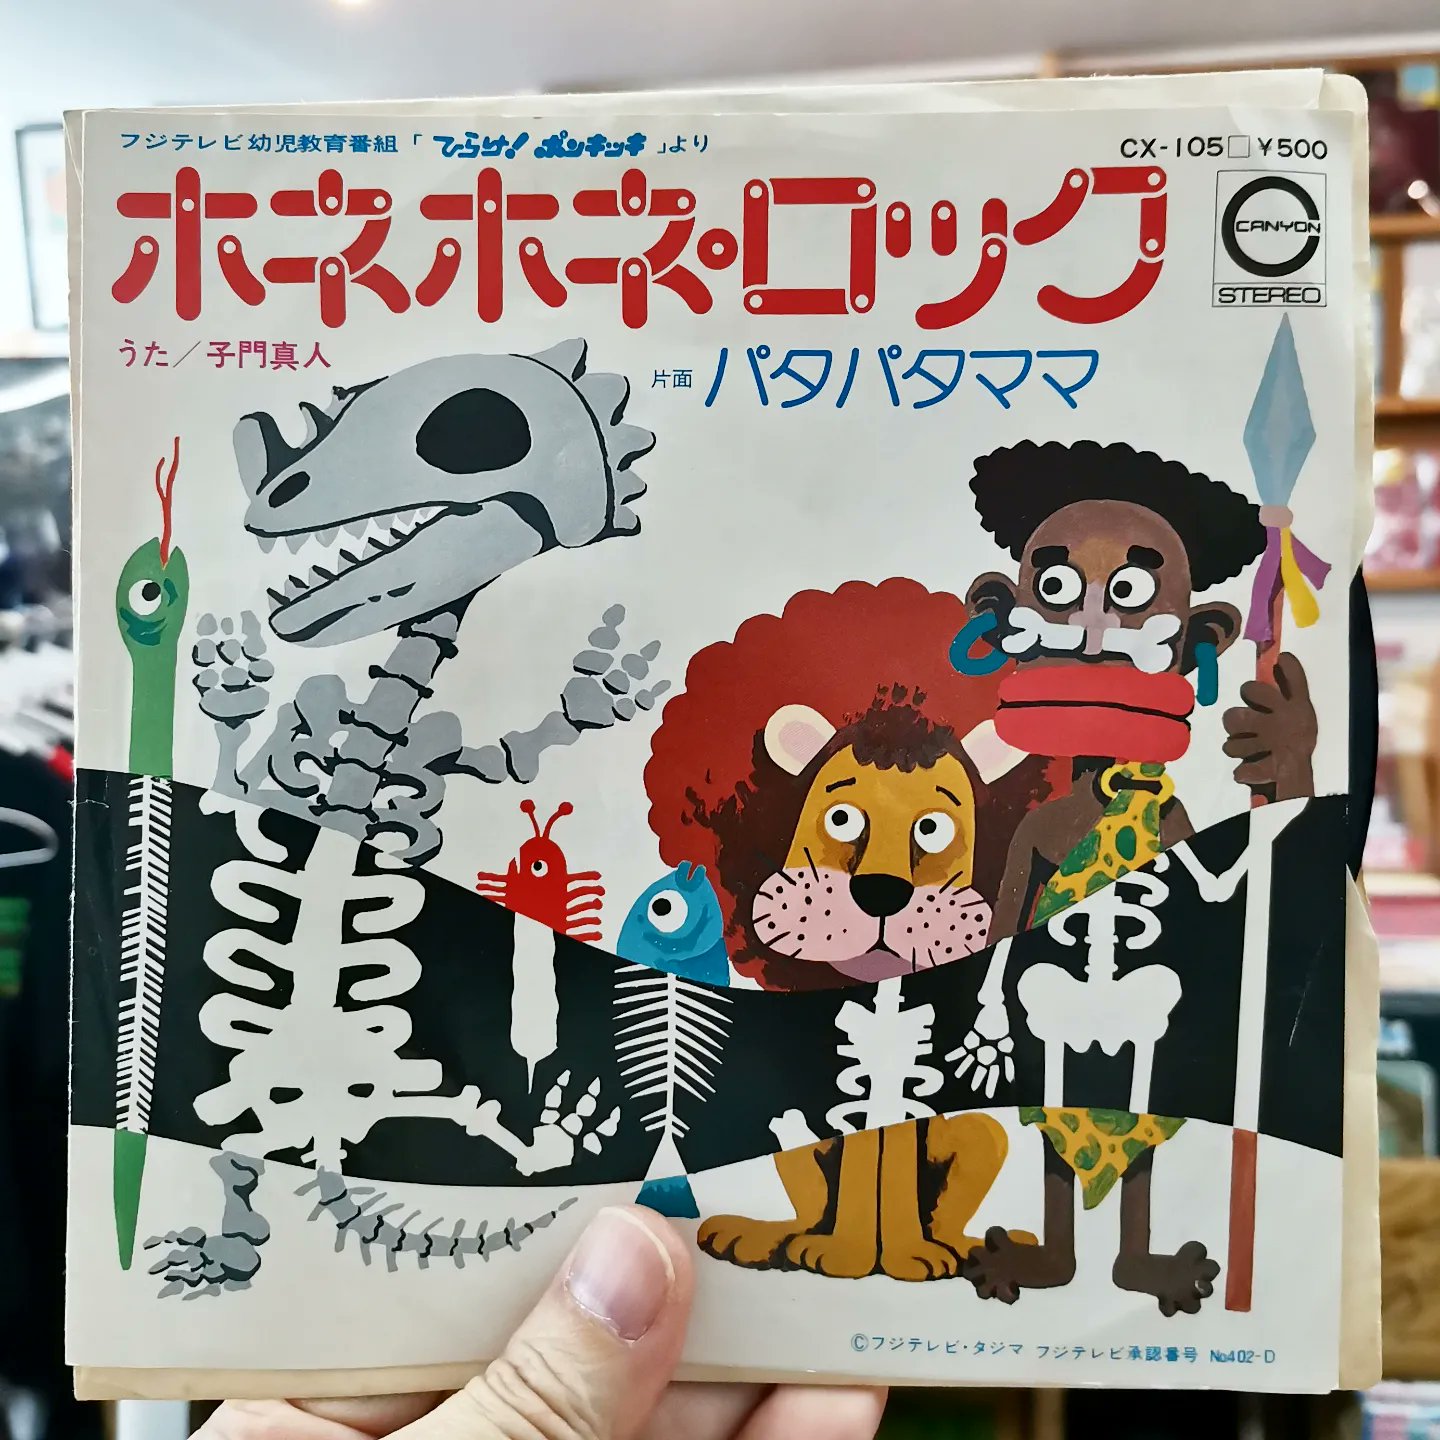 フジテレビ幼児教育番組「ひらけ!ポンキッキ」より
CX-105□¥500
ホネホネ・ロック
CANYON
STEREO
うた／子門真人
片面 パタパタママ
©フジテレビ・タジマ フジテレビ承認番号 №402-D